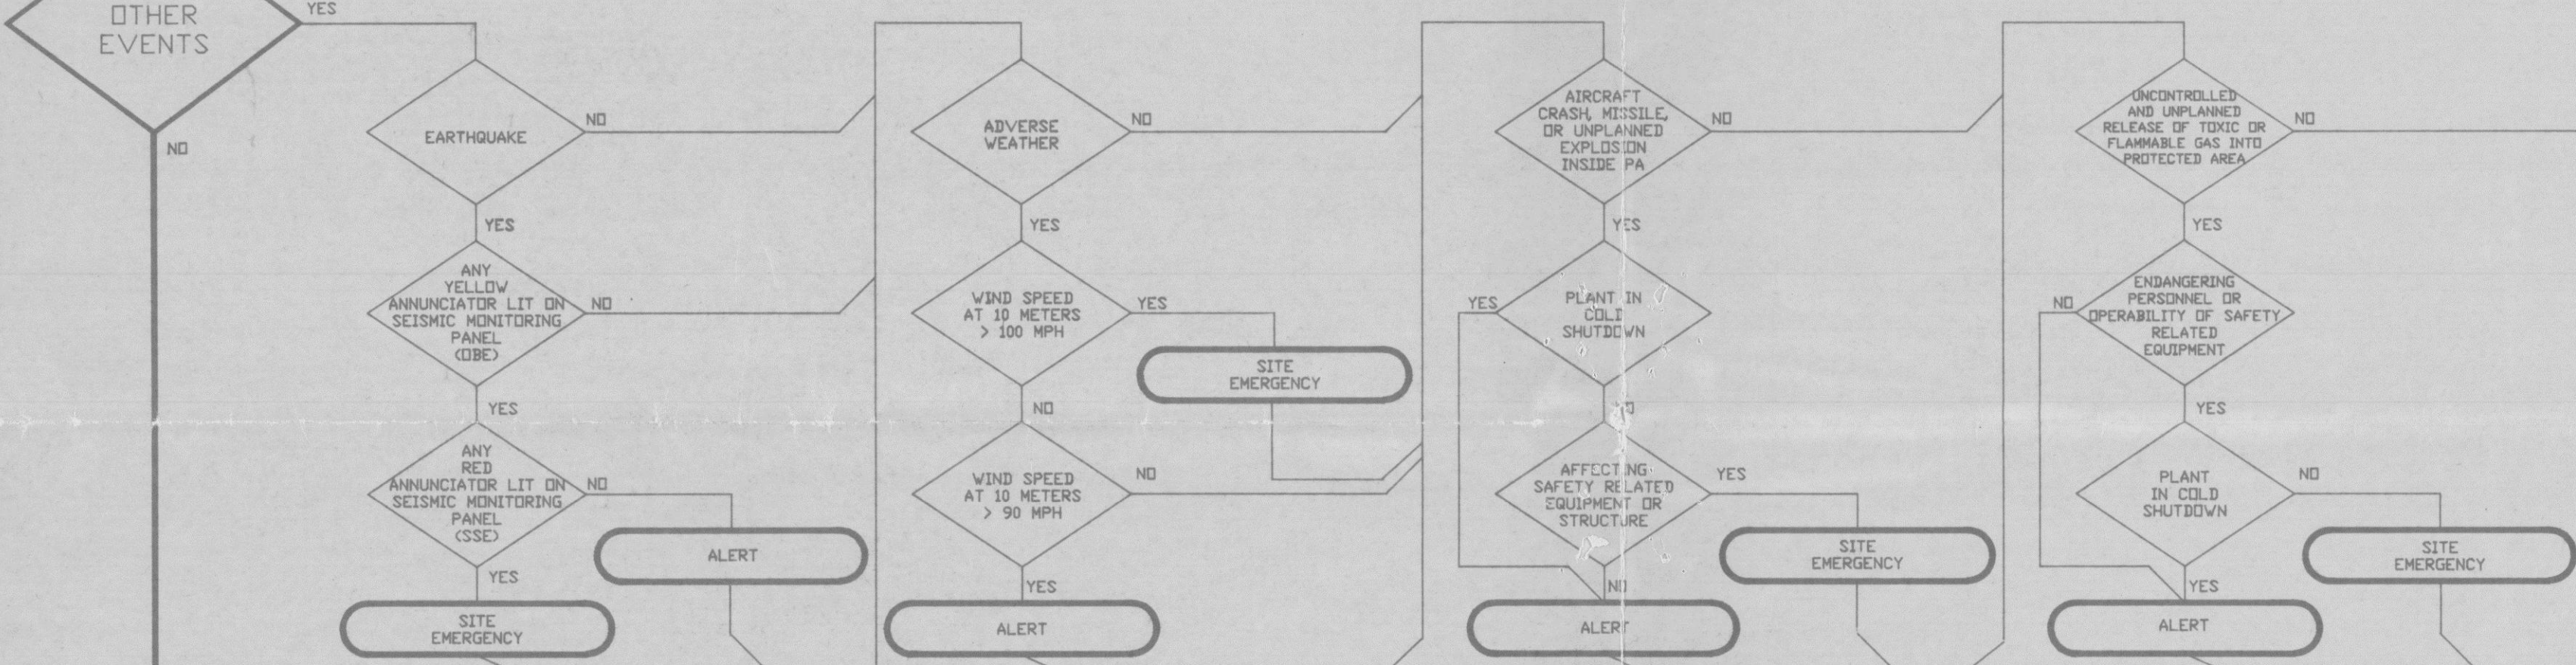 OTHER
EVENTS
YES
NO
EARTHQUAKE
NO
YES
ANY
YELLOW
ANNUNCIATOR LIT ON
SEISMIC MONITORING
PANEL
(OBE)
NO
YES
ANY
RED
ANNUNCIATOR LIT ON
SEISMIC MONITORING
PANEL
(SSE)
NO
ALERT
YES
SITE
EMERGENCY
ADVERSE
WEATHER
NO
YES
WIND SPEED
AT 10 METERS
> 100 MPH
YES
SITE
EMERGENCY
NO
WIND SPEED
AT 10 METERS
> 90 MPH
NO
YES
ALERT
AIRCRAFT
CRASH, MISSILE,
OR UNPLANNED
EXPLOSION
INSIDE PA
NO
YES
PLANT IN
COLD
SHUTDOWN
YES
NO
AFFECTING
SAFETY RELATED
EQUIPMENT OR
STRUCTURE
YES
SITE
EMERGENCY
NO
ALERT
UNCONTROLLED
AND UNPLANNED
RELEASE OF TOXIC OR
FLAMMABLE GAS INTO
PROTECTED AREA
NO
YES
ENDANGERING
PERSONNEL OR
OPERABILITY OF SAFETY
RELATED
EQUIPMENT
NO
YES
PLANT
IN COLD
SHUTDOWN
NO
SITE
EMERGENCY
YES
ALERT